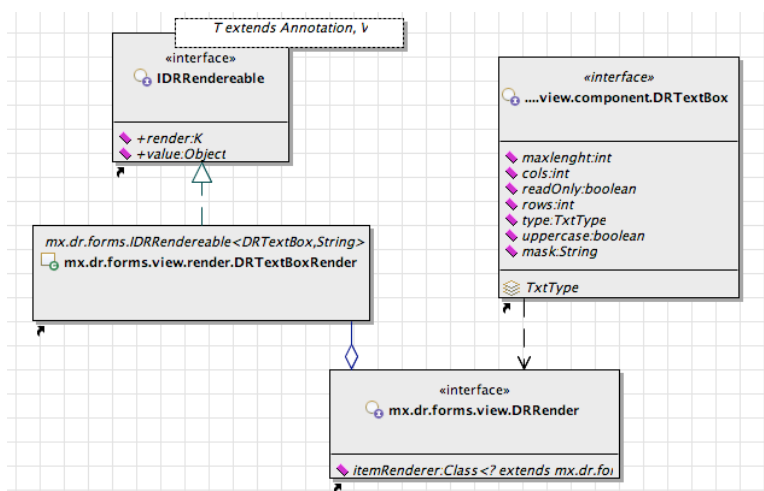 T extends Annotation, V
«interface»
IDRRendereable
+render:K
+value:Object
«interface»
....view.component.DRTextBox
maxlenght:int
cols:int
readOnly:boolean
rows:int
type:TxtType
uppercase:boolean
mask:String
TxtType
mx.dr.forms.IDRRendereable<DRTextBox,String>
mx.dr.forms.view.render.DRTextBoxRender
«interface»
mx.dr.forms.view.DRRender
itemRenderer:Class<? extends mx.dr.for